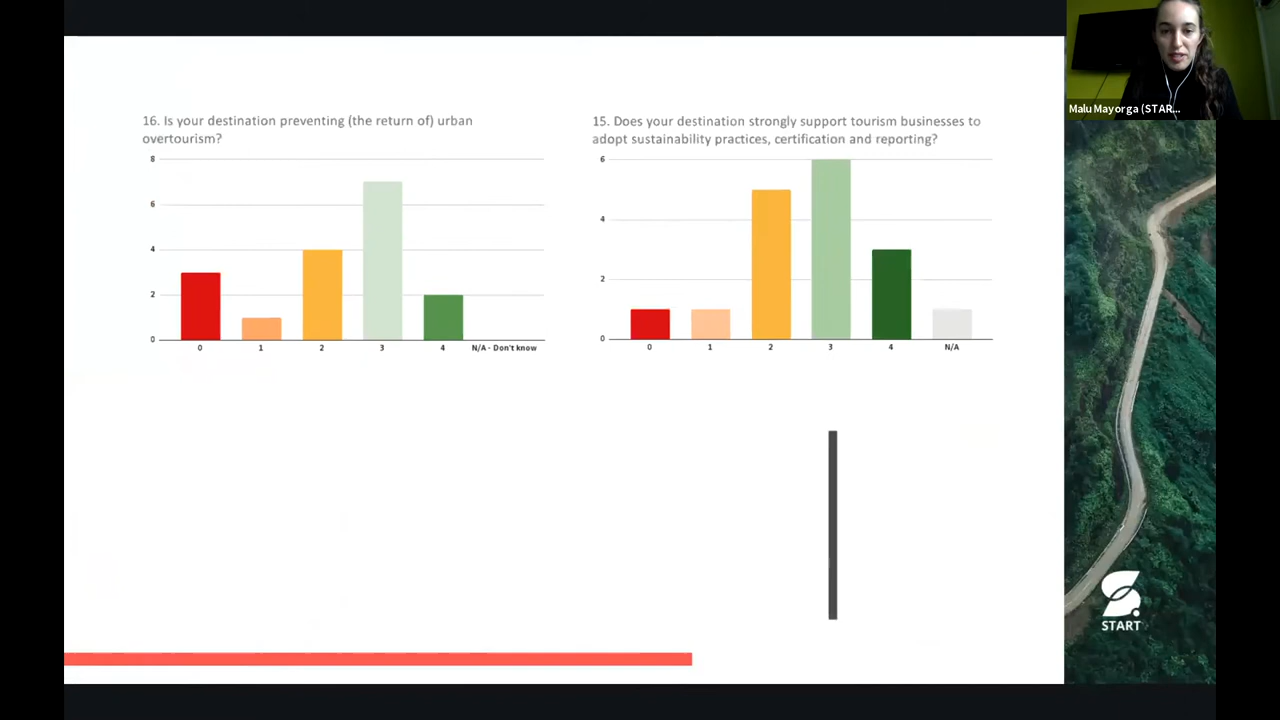 Malu Mayorga (STAR...
16. Is your destination preventing (the return of) urban
overtourism?
8
6
4
2
0
0 1 2 3 4 N/A - Don't know
15. Does your destination strongly support tourism businesses to
adopt sustainability practices, certification and reporting?
6
4
2
0
0 1 2 3 4 N/A
START